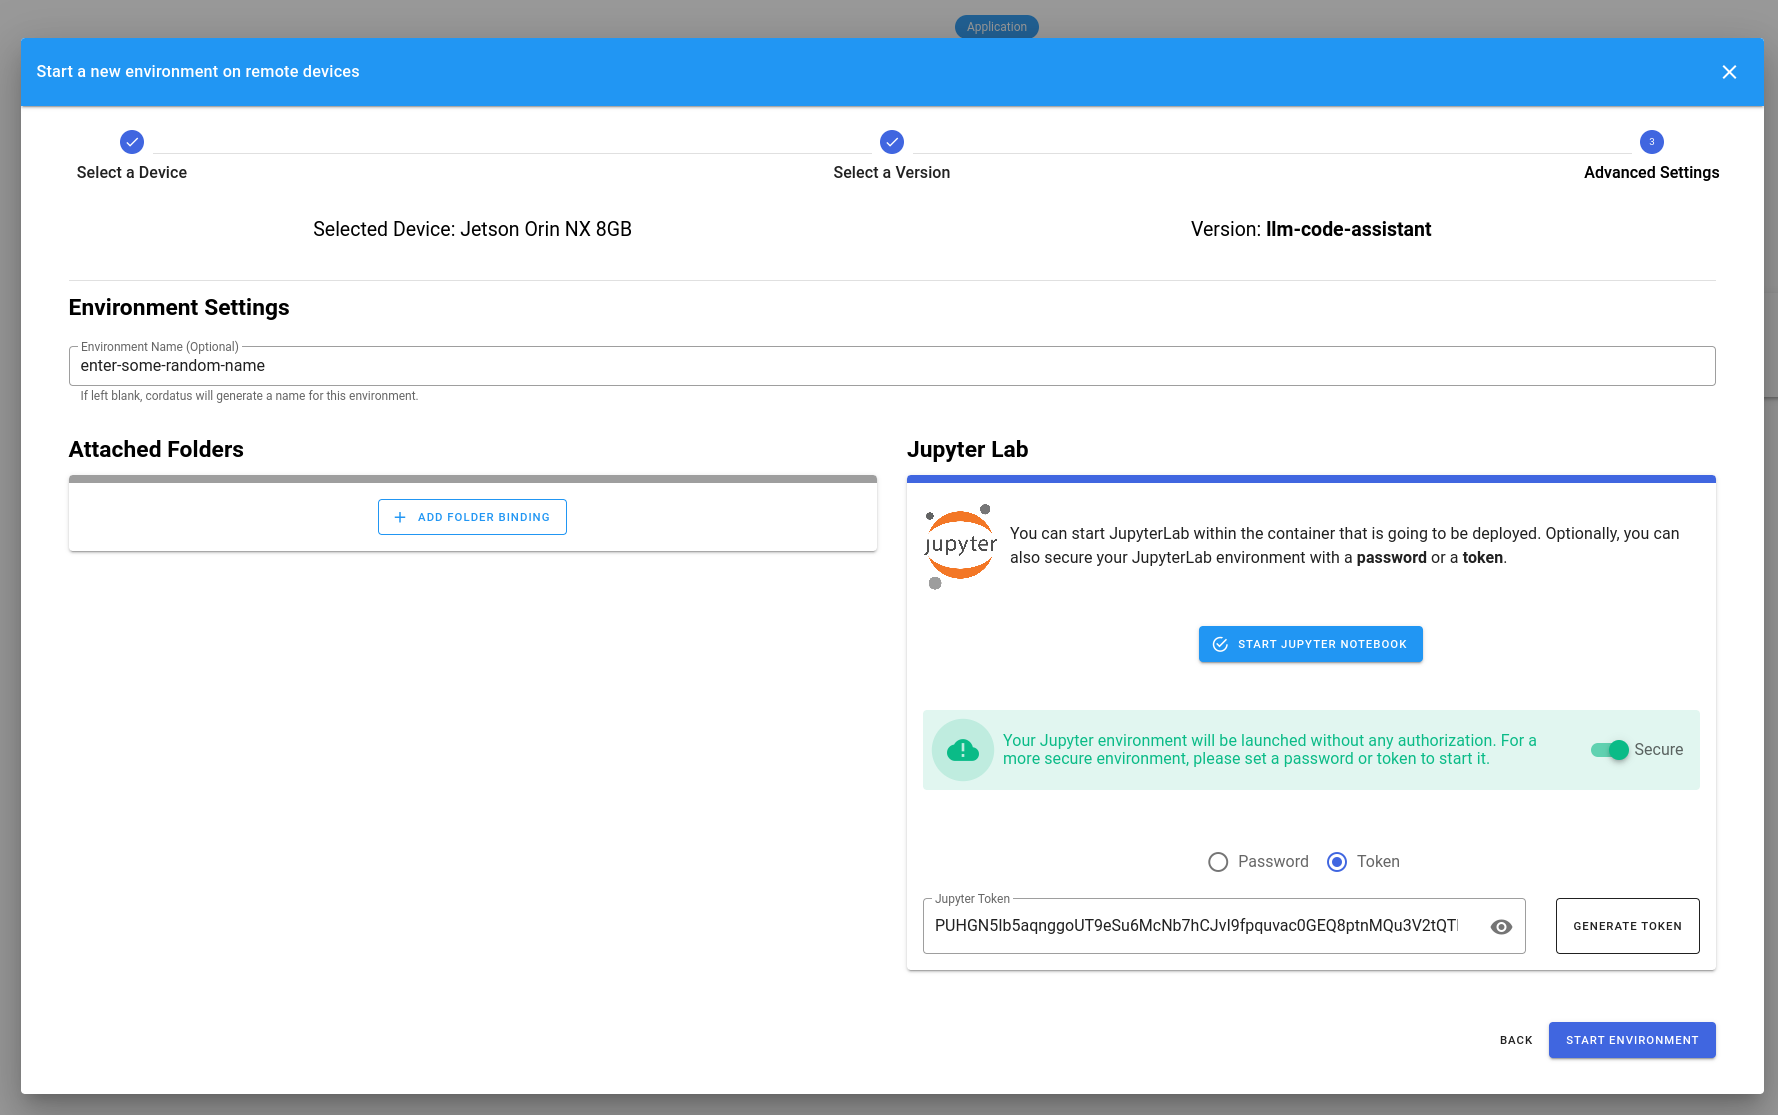 Application
Start a new environment on remote devices
3
Select a Device
Select a Version
Advanced Settings
Selected Device: Jetson Orin NX 8GB
Version: llm-code-assistant
Environment Settings
Environment Name (Optional)
enter-some-random-name
If left blank, cordatus will generate a name for this environment.
Attached Folders
ADD FOLDER BINDING
Jupyter Lab
jupyter
You can start JupyterLab within the container that is going to be deployed. Optionally, you can
also secure your JupyterLab environment with a password or a token.
START JUPYTER NOTEBOOK
Your Jupyter environment will be launched without any authorization. For a
more secure environment, please set a password or token to start it.
Secure
Password
Token
Jupyter Token
GENERATE TOKEN
BACK
START ENVIRONMENT